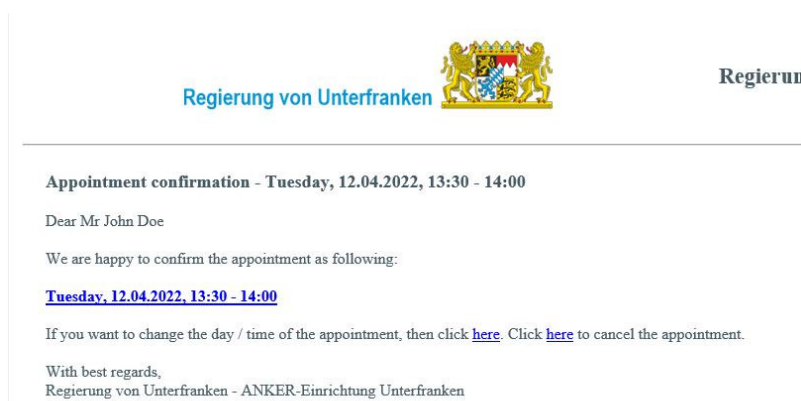 Regierung von Unterfranken
Regierun
Appointment confirmation - Tuesday, 12.04.2022, 13:30 - 14:00
Dear Mr John Doe
We are happy to confirm the appointment as following:
Tuesday, 12.04.2022, 13:30 - 14:00
If you want to change the day / time of the appointment, then click here. Click here to cancel the appointment.
With best regards,
Regierung von Unterfranken - ANKER-Einrichtung Unterfranken